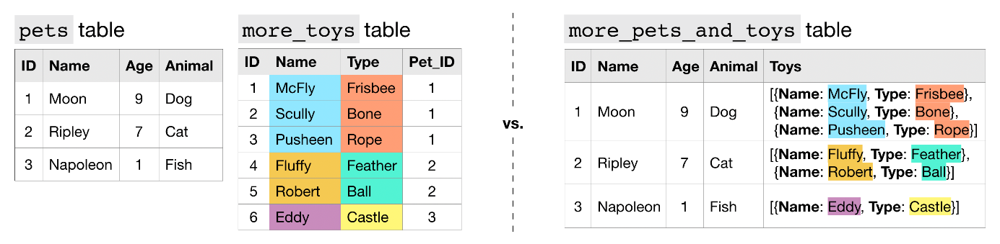 pets table
ID Name Age Animal
1 Moon 9 Dog
2 Ripley 7 Cat
3 Napoleon 1 Fish
more_toys table
ID Name Type Pet_ID
1 McFly Frisbee 1
2 Scully Bone 1
3 Pusheen Rope 1
4 Fluffy Feather 2
5 Robert Ball 2
6 Eddy Castle 3
vs.
more_pets_and_toys table
ID Name Age Animal Toys
1 Moon 9 Dog [{Name: McFly, Type: Frisbee},
{Name: Scully, Type: Bone},
{Name: Pusheen, Type: Rope}]
2 Ripley 7 Cat [{Name: Fluffy, Type: Feather},
{Name: Robert, Type: Ball}]
3 Napoleon 1 Fish [{Name: Eddy, Type: Castle}]